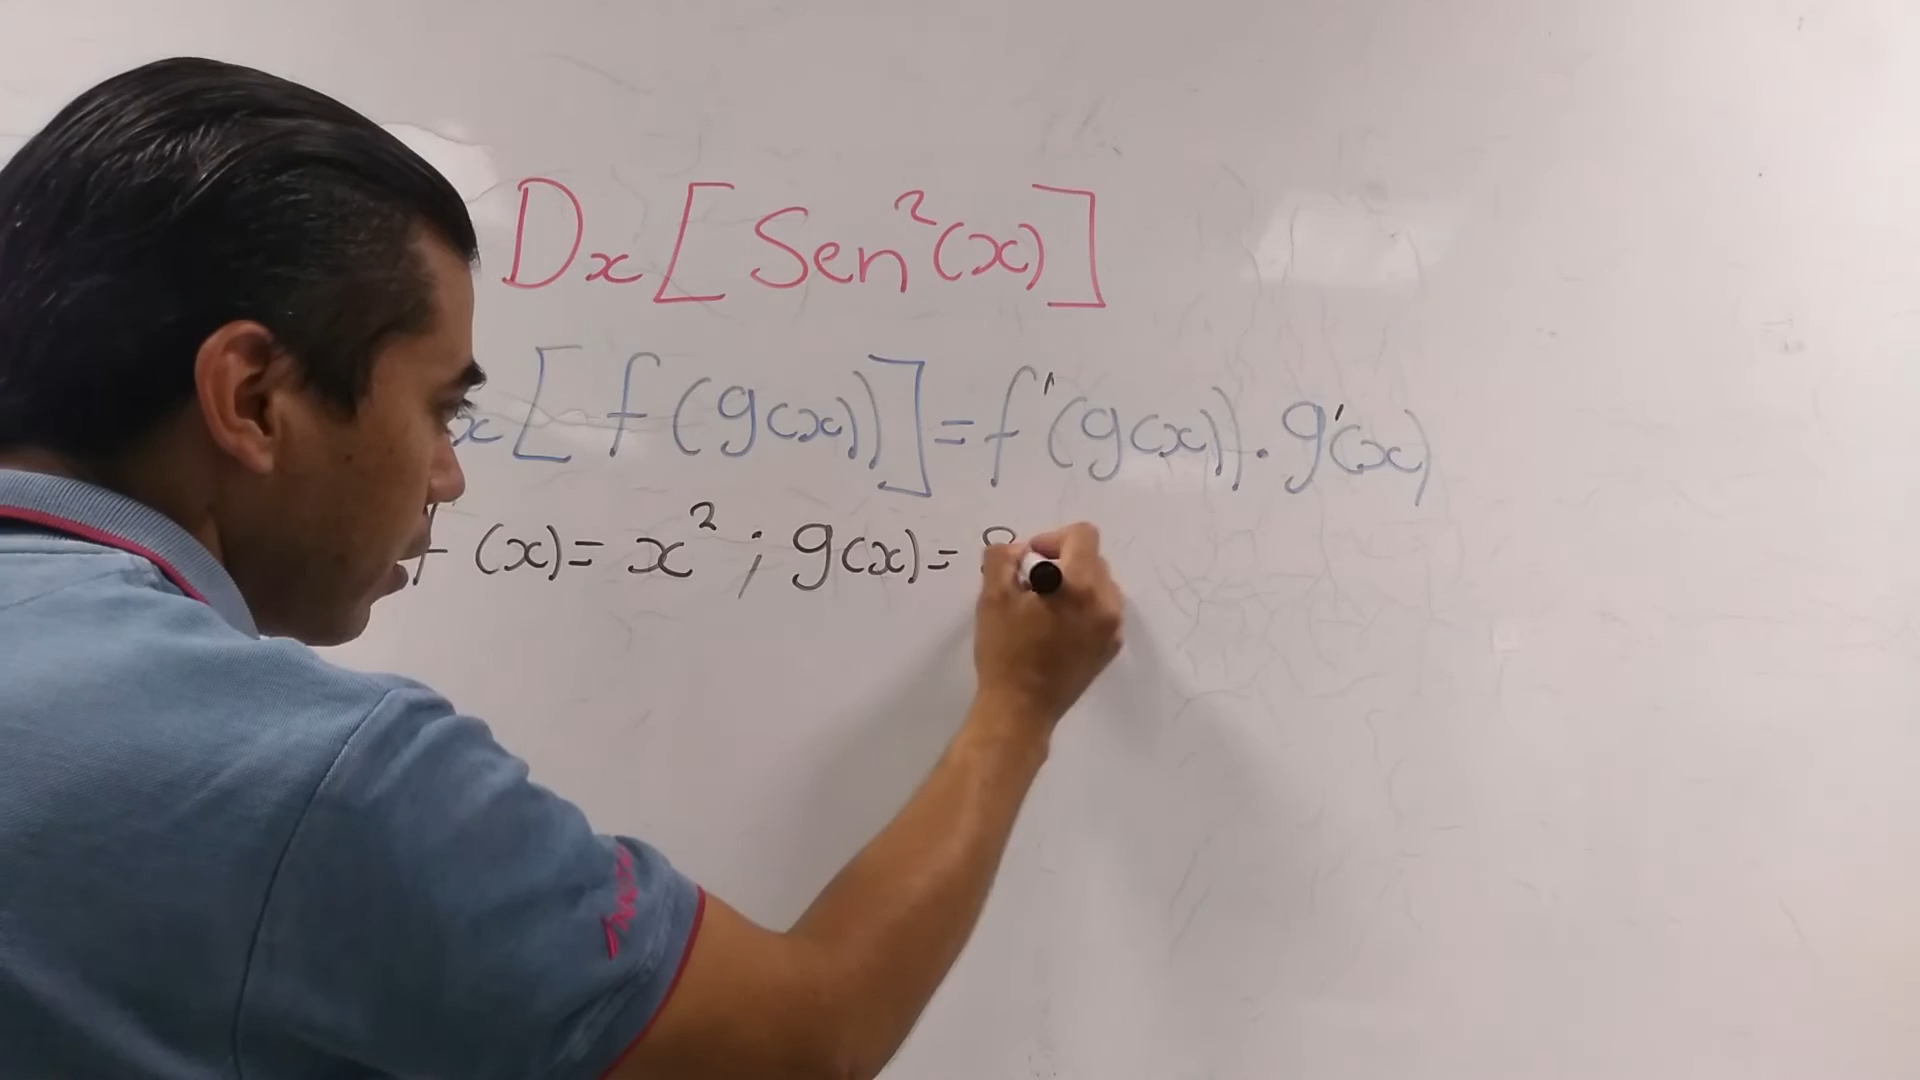 Dx[Sen²(x)]
x[f(g(x))]=f'(g(x)).g'(x)
f(x)= x² ; g(x)=